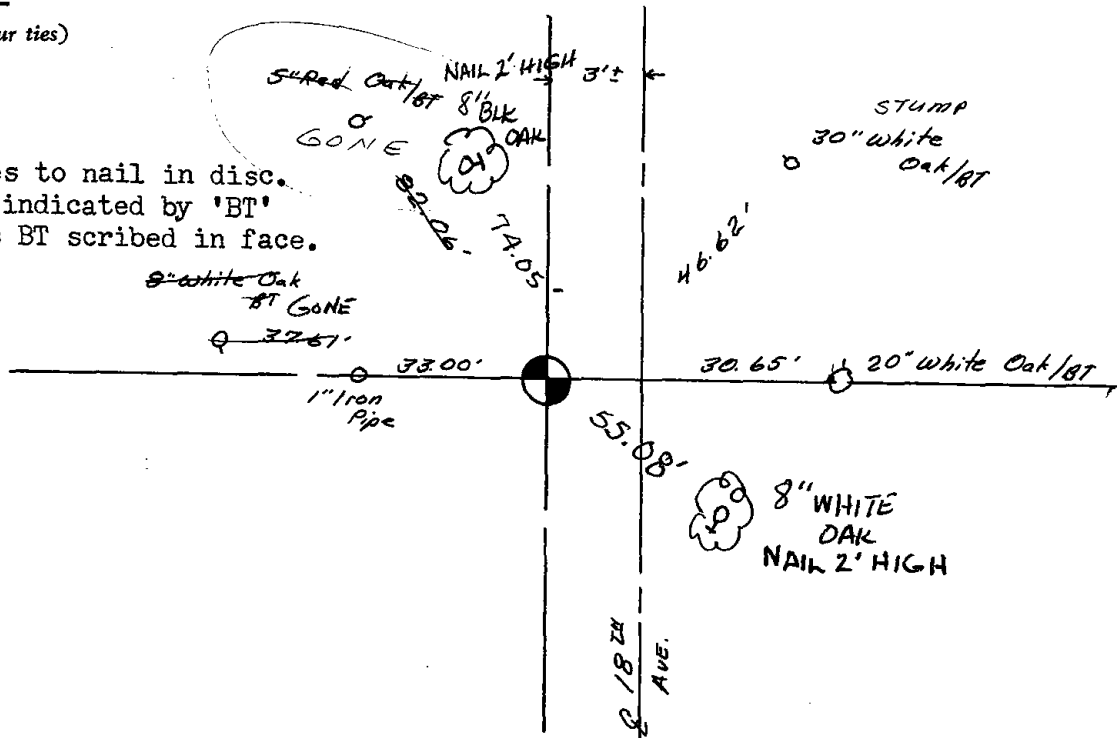 ur ties)
NAIL 2' HIGH
3'±
5" Red Oak/BT
8" BLK
OAK
GONE
STUMP
30" White
Oak/BT
es to nail in disc.
indicated by 'BT'
s BT scribed in face.
82.06'
74.05'
46.62'
8" White Oak
BT GONE
37.61'
33.00'
30.65'
20" White Oak/BT
1" Iron
Pipe
55.08'
8" WHITE
OAK
NAIL 2' HIGH
℄ 18TH
AVE.